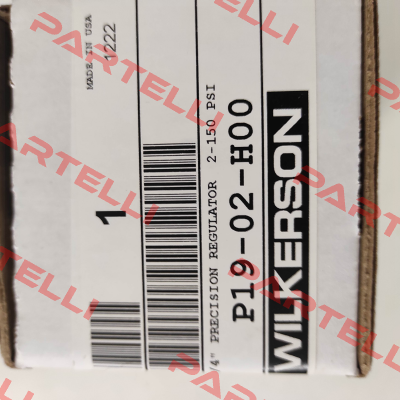 MADE IN USA
1222
1
/4" PRECISION REGULATOR 2-150 PSI
P19-02-H00
WILKERSON
PARTELLI
PARTELLI
PARTELLI
PARTELLI